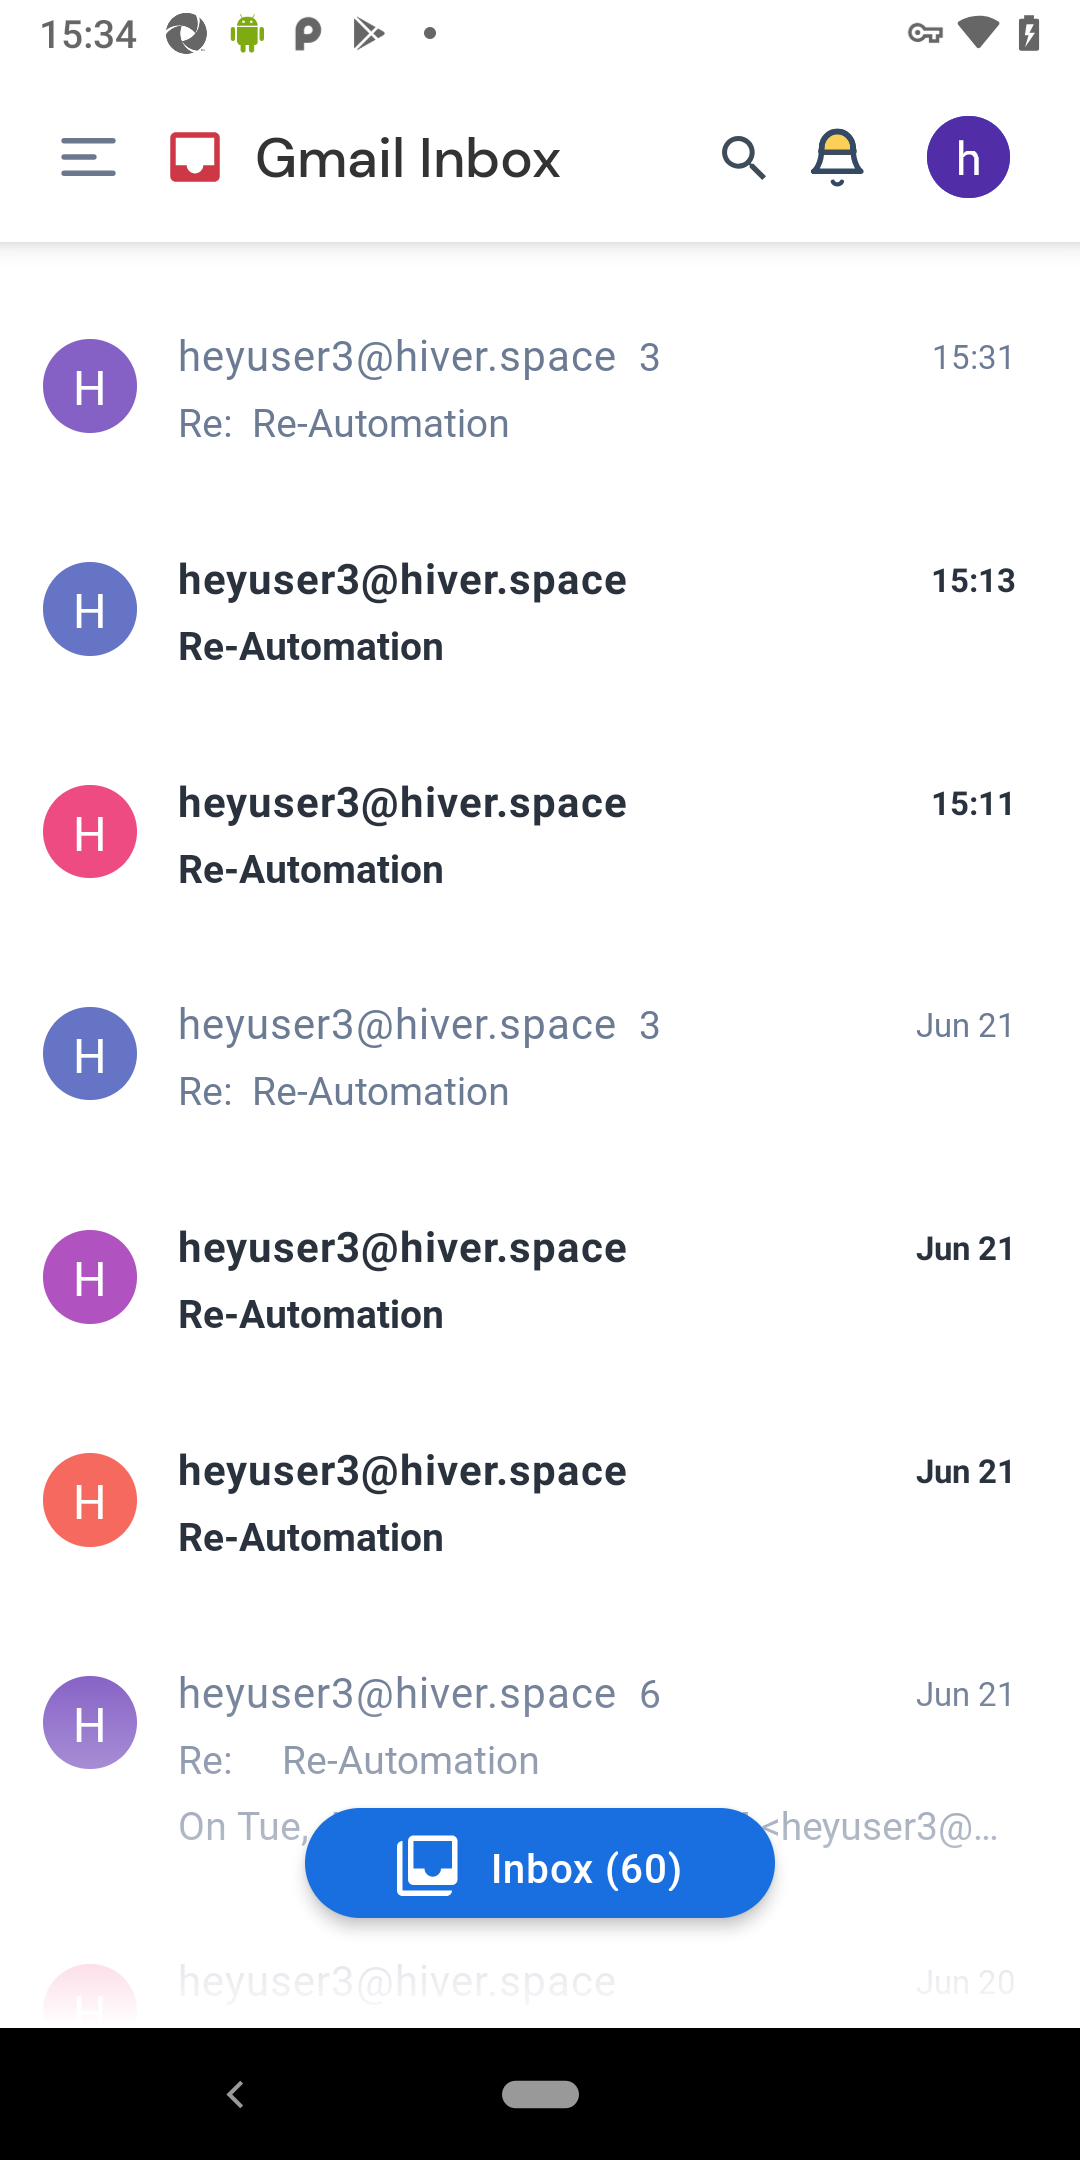 15:34
Gmail Inbox
h
H
heyuser3@hiver.space 3
15:31
Re: Re-Automation
H
heyuser3@hiver.space
15:13
Re-Automation
H
heyuser3@hiver.space
15:11
Re-Automation
H
heyuser3@hiver.space 3
Jun 21
Re: Re-Automation
H
heyuser3@hiver.space
Jun 21
Re-Automation
H
heyuser3@hiver.space
Jun 21
Re-Automation
H
heyuser3@hiver.space 6
Jun 21
Re: Re-Automation
On Tue, <heyuser3@...
Inbox (60)
H
heyuser3@hiver.space
Jun 20